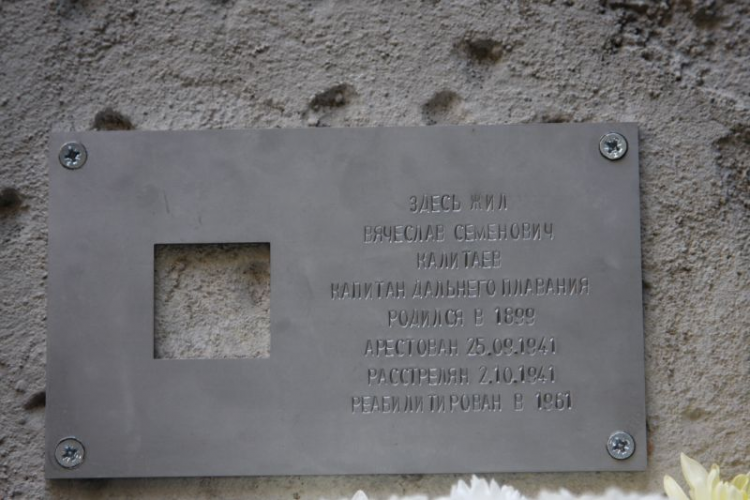 ЗДЕСЬ ЖИЛ
ВЯЧЕСЛАВ СЕМЕНОВИЧ
КАЛИТАЕВ
КАПИТАН ДАЛЬНЕГО ПЛАВАНИЯ
РОДИЛСЯ В 1899
АРЕСТОВАН 25.09.1941
РАССТРЕЛЯН 2.10.1941
РЕАБИЛИТИРОВАН В 1961